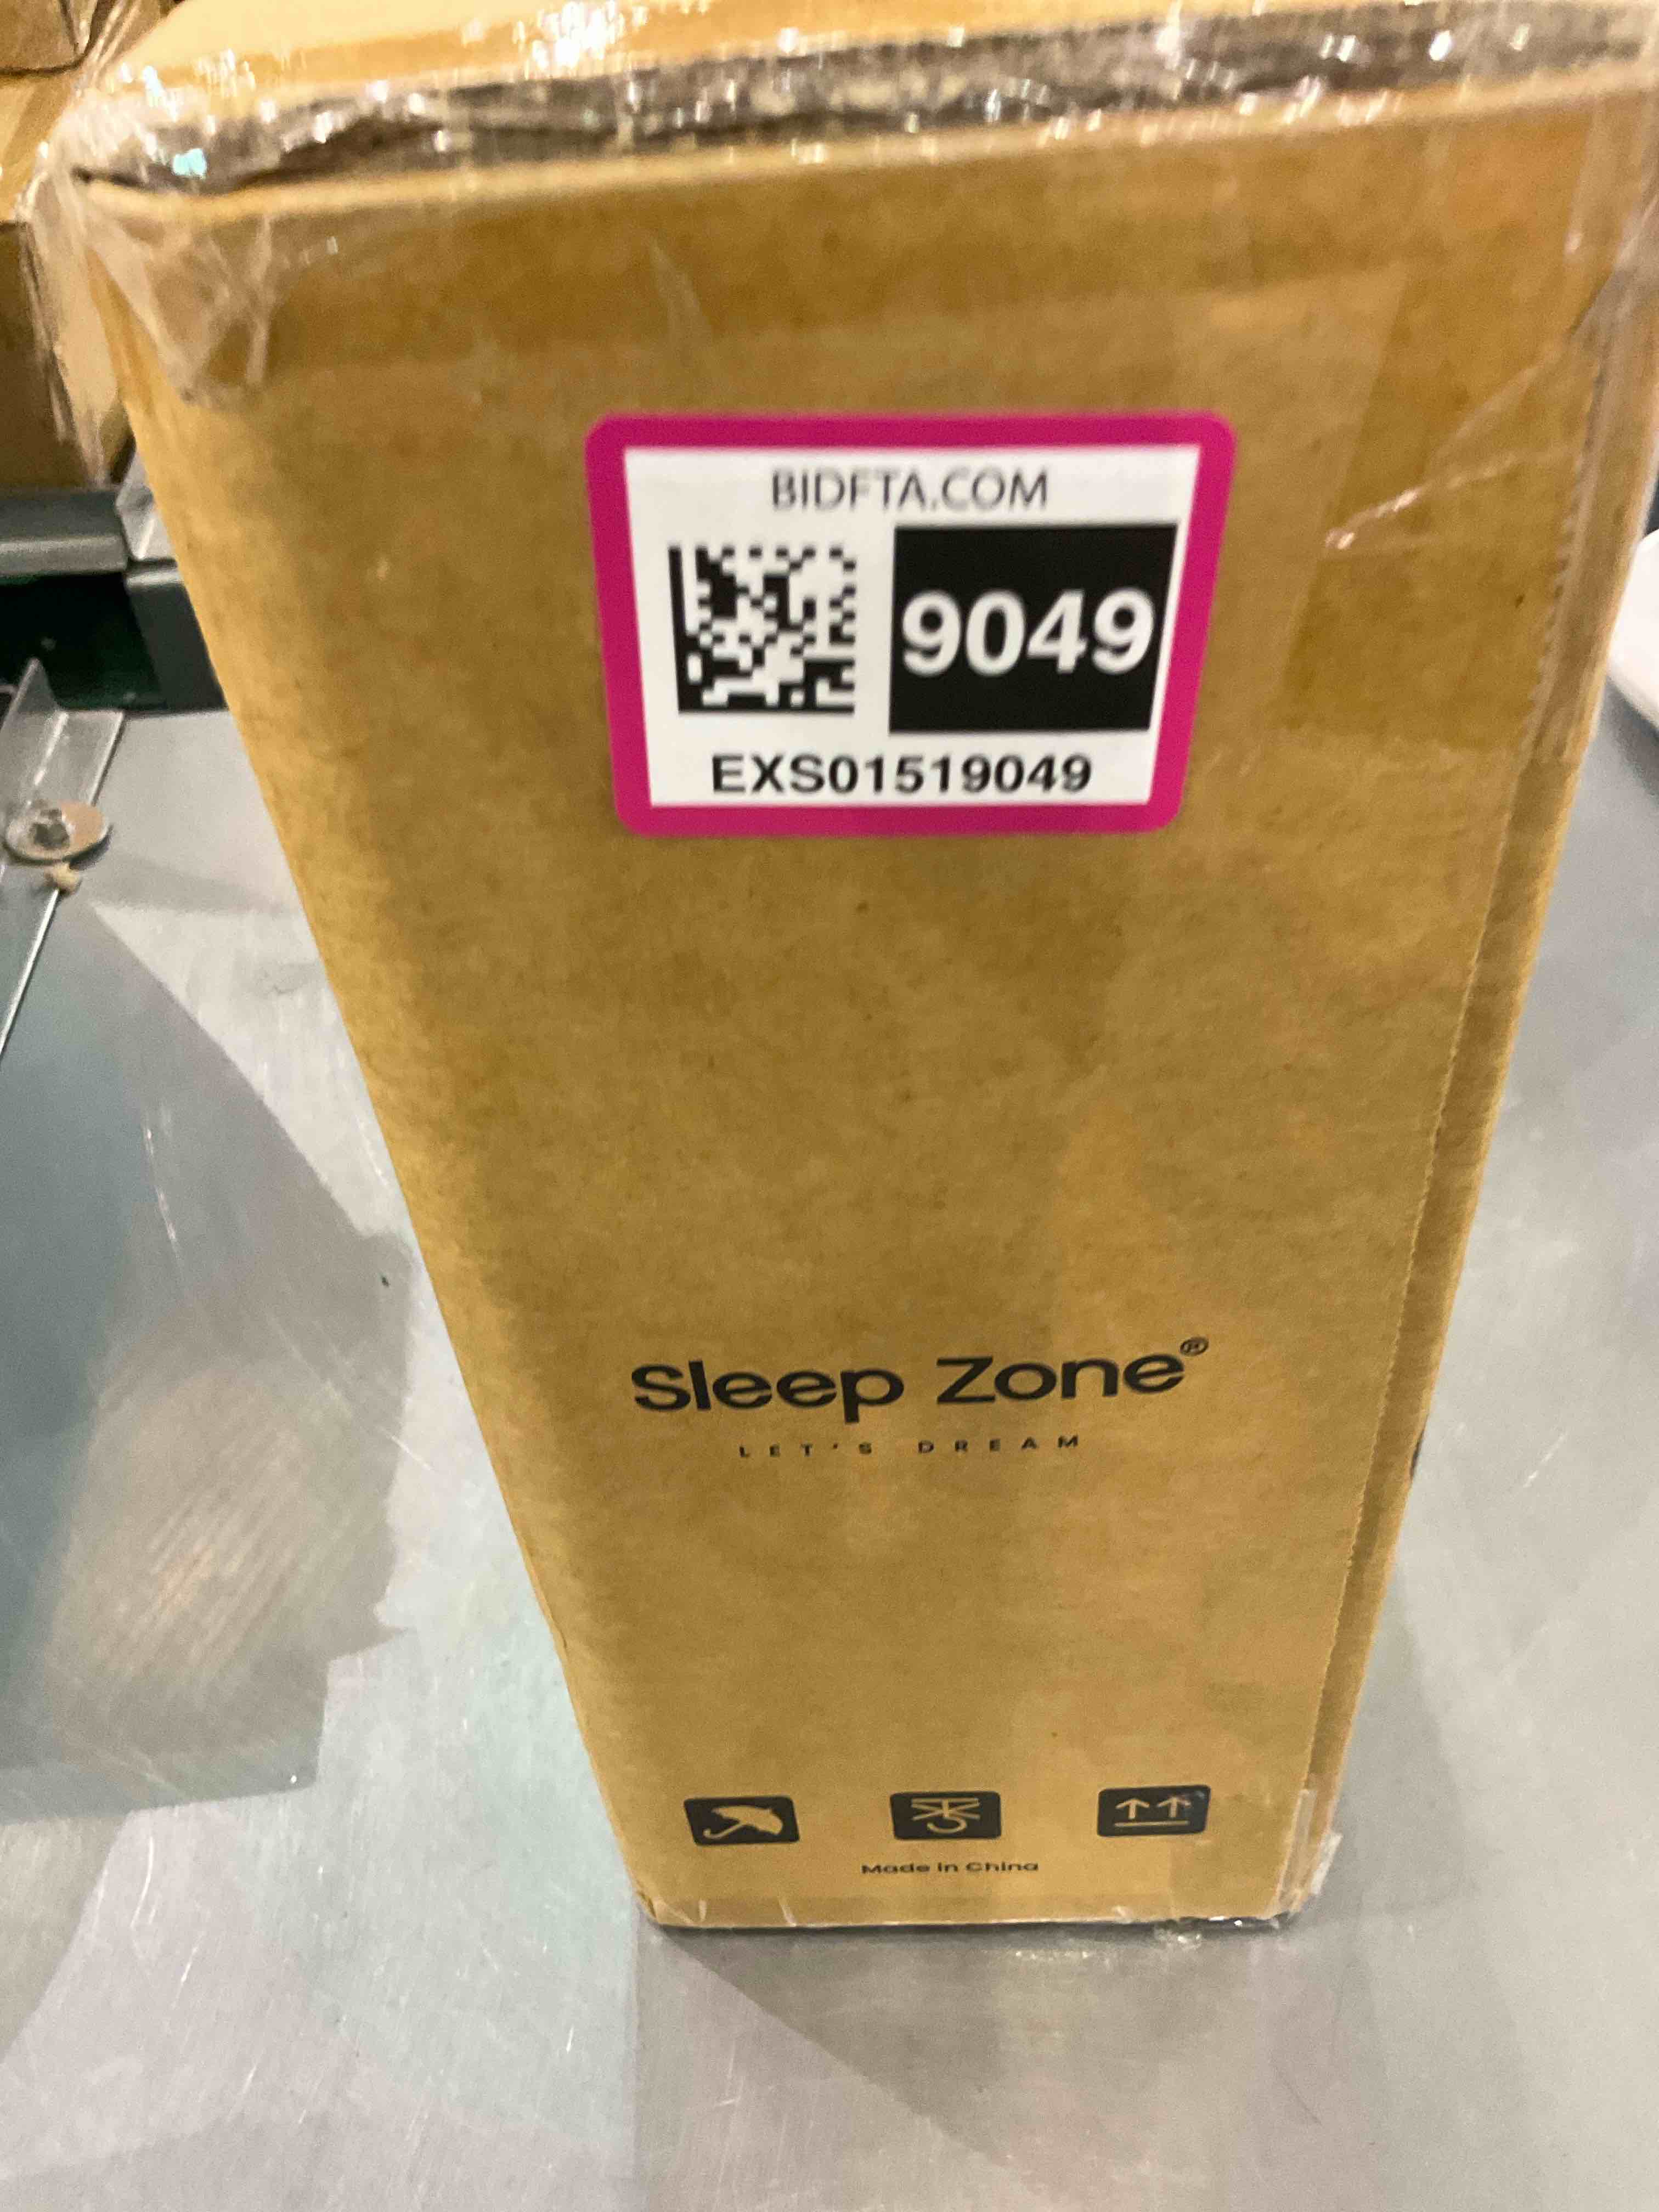 BIDFTA.COM
9049
EXS01519049
Sleep Zone®
LET'S DREAM
Made in China